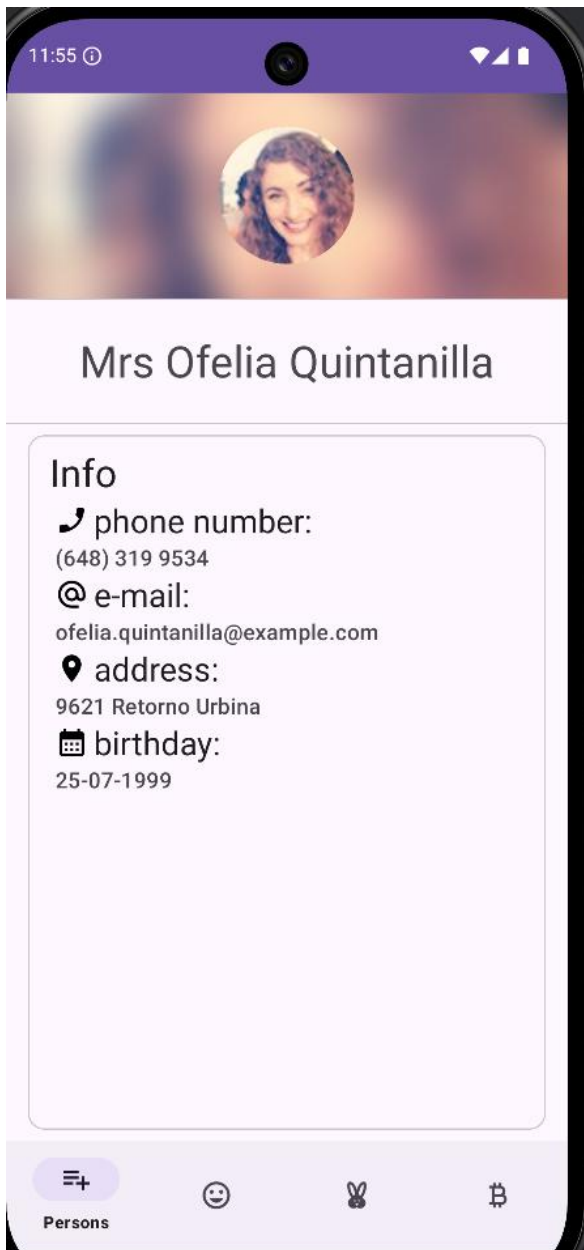 11:55
Mrs Ofelia Quintanilla
Info
phone number:
(648) 319 9534
e-mail:
ofelia.quintanilla@example.com
address:
9621 Retorno Urbina
birthday:
25-07-1999
Persons